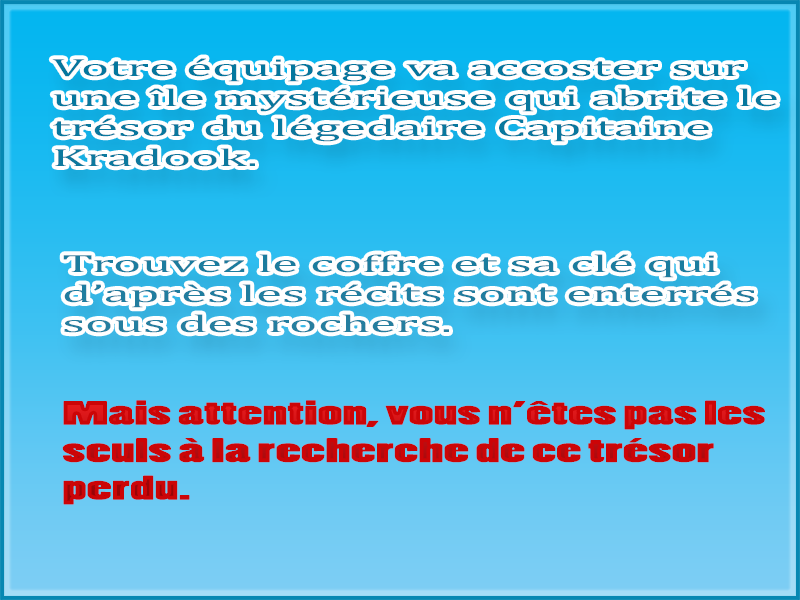 Votre équipage va accoster sur
une île mystérieuse qui abrite le
trésor du légedaire Capitaine
Kradook.
Trouvez le coffre et sa clé qui
d'après les récits sont enterrés
sous des rochers.
Mais attention, vous n'êtes pas les
seuls à la recherche de ce trésor
perdu.